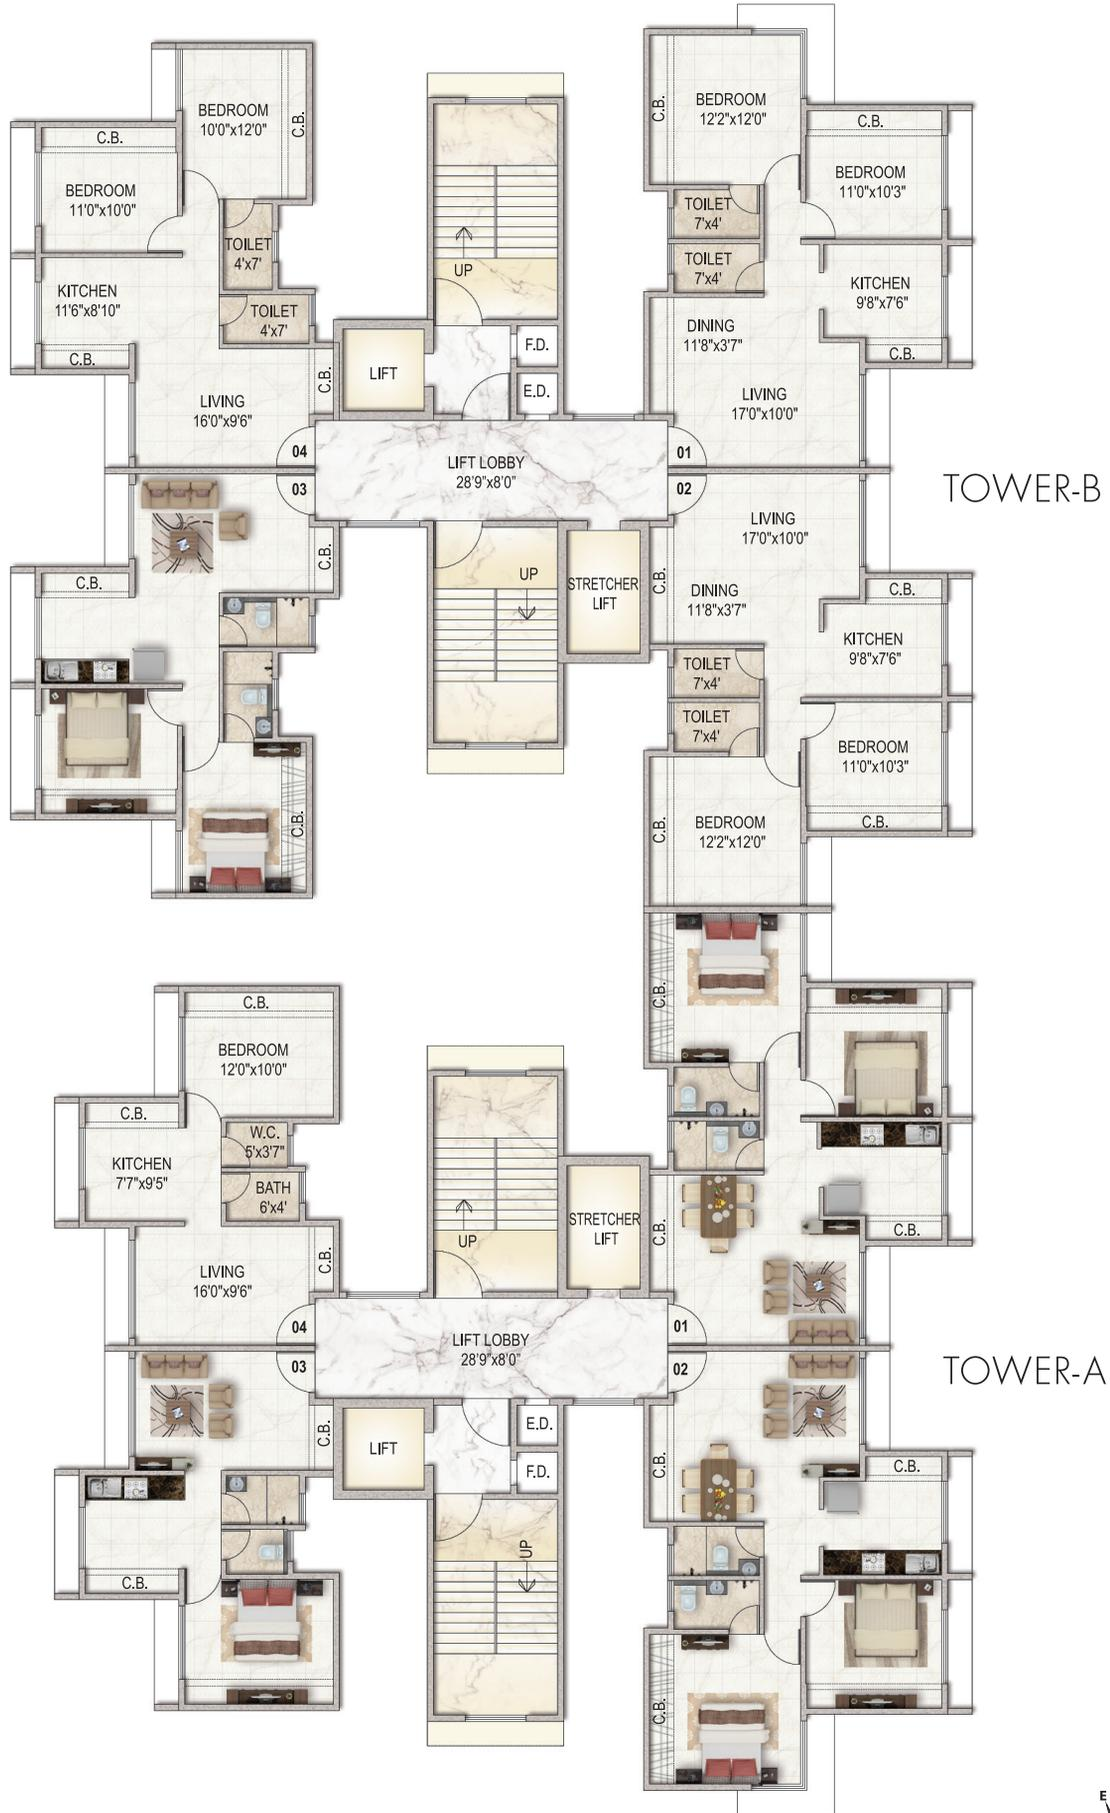 BEDROOM
10'0"x12'0"
C.B.
C.B.
BEDROOM
11'0"x10'0"
TOILET
4'x7'
KITCHEN
11'6"x8'10"
C.B.
TOILET
4'x7'
LIVING
16'0"x9'6"
C.B.
04
UP
LIFT
F.D.
E.D.
LIFT LOBBY
28'9"x8'0"
C.B.
BEDROOM
12'2"x12'0"
C.B.
BEDROOM
11'0"x10'3"
TOILET
7'x4'
TOILET
7'x4'
KITCHEN
9'8"x7'6"
C.B.
DINING
11'8"x3'7"
LIVING
17'0"x10'0"
01
TOWER-B
03
C.B.
C.B.
C.B.
UP
STRETCHER
LIFT
02
LIVING
17'0"x10'0"
C.B.
DINING
11'8"x3'7"
C.B.
KITCHEN
9'8"x7'6"
TOILET
7'x4'
TOILET
7'x4'
BEDROOM
11'0"x10'3"
C.B.
C.B.
BEDROOM
12'2"x12'0"
C.B.
C.B.
BEDROOM
12'0"x10'0"
C.B.
KITCHEN
7'7"x9'5"
W.C.
5'x3'7"
BATH
6'x4'
LIVING
16'0"x9'6"
C.B.
04
UP
STRETCHER
LIFT
C.B.
C.B.
01
LIFT LOBBY
28'9"x8'0"
TOWER-A
03
C.B.
C.B.
LIFT
E.D.
F.D.
UP
02
C.B.
C.B.
C.B.
E